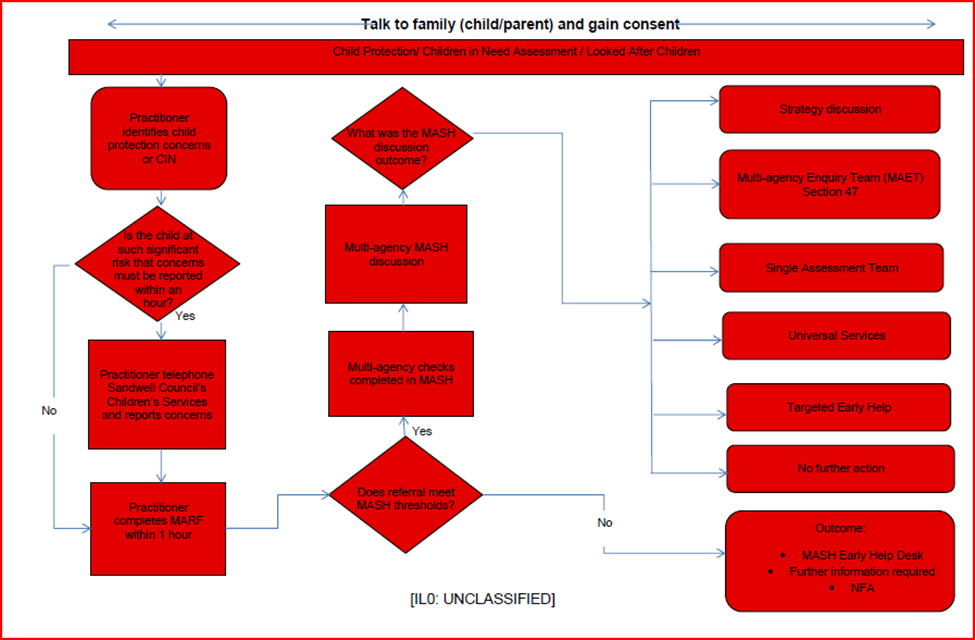 Talk to family (child/parent) and gain consent
Child Protection/ Children in Need Assessment / Looked After Children
Practitioner
identifies child
protection concerns
or CIN
Is the child at
such significant
risk that concerns
must be reported
within an
hour?
Yes
No
Practitioner telephone
Sandwell Council's
Children's Services
and reports concerns
Practitioner
completes MARF
within 1 hour
Does referral meet
MASH thresholds?
Yes
No
Multi-agency checks
completed in MASH
Multi-agency MASH
discussion
What was the MASH
discussion
outcome?
Strategy discussion
Multi-agency Enquiry Team (MAET)
Section 47
Single Assessment Team
Universal Services
Targeted Early Help
No further action
Outcome:
• MASH Early Help Desk
• Further information required
• NFA
[IL0: UNCLASSIFIED]